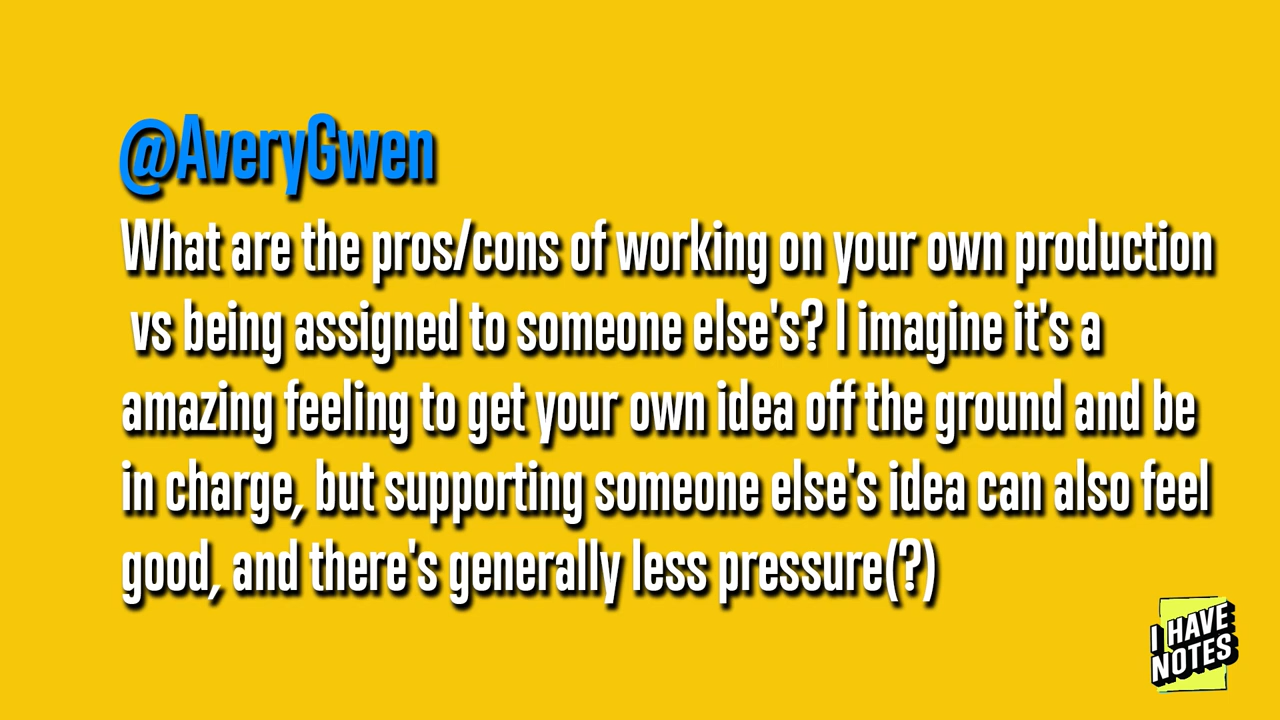 @AveryGwen
What are the pros/cons of working on your own production
vs being assigned to someone else's? I imagine it's a
amazing feeling to get your own idea off the ground and be
in charge, but supporting someone else's idea can also feel
good, and there's generally less pressure(?)
I HAVE
NOTES